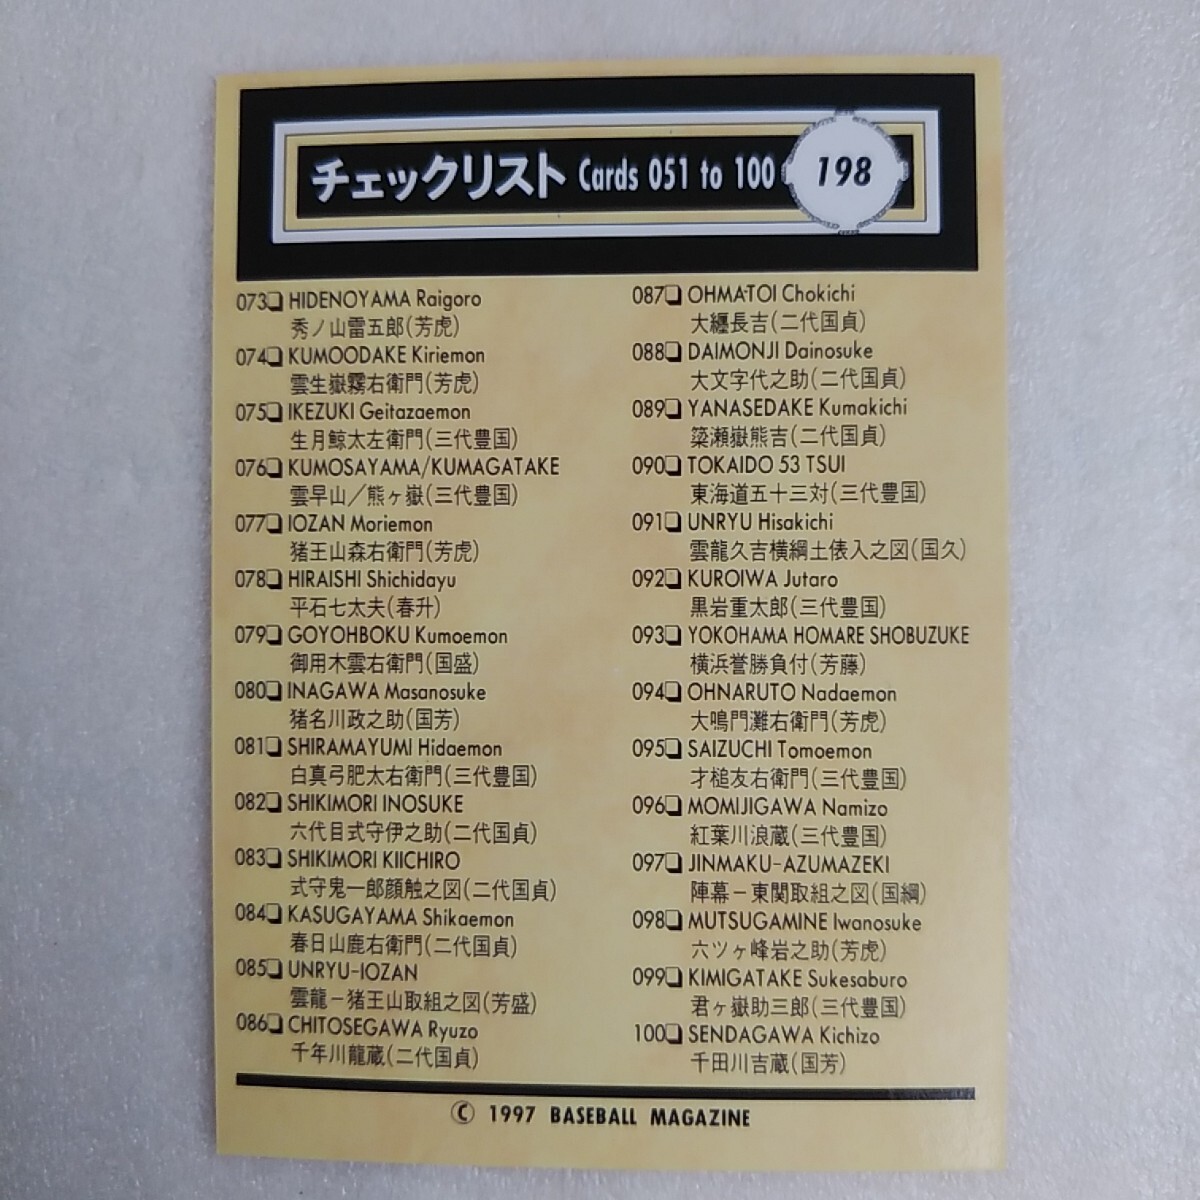 チェックリスト Cards 051 to 100 198
073❑ HIDENOYAMA Raigoro
秀ノ山雷五郎(芳虎)
074❑ KUMOODAKE Kiriemon
雲生嶽霧右衛門(芳虎)
075❑ IKEZUKI Geitazaemon
生月鯨太左衛門(三代豊国)
076❑ KUMOSAYAMA/KUMAGATAKE
雲早山／熊ヶ嶽(三代豊国)
077❑ IOZAN Moriemon
猪王山森右衛門(芳虎)
078❑ HIRAISHI Shichidayu
平石七太夫(春升)
079❑ GOYOHBOKU Kumoemon
御用木雲右衛門(国盛)
080❑ INAGAWA Masanosuke
猪名川政之助(国芳)
081❑ SHIRAMAYUMI Hidaemon
白真弓肥太右衛門(三代豊国)
082❑ SHIKIMORI INOSUKE
六代目式守伊之助(二代国貞)
083❑ SHIKIMORI KIICHIRO
式守鬼一郎顔触之図(二代国貞)
084❑ KASUGAYAMA Shikaemon
春日山鹿右衛門(二代国貞)
085❑ UNRYU-IOZAN
雲龍－猪王山取組之図(芳盛)
086❑ CHITOSEGAWA Ryuzo
千年川龍蔵(二代国貞)
087❑ OHMA-TOI Chokichi
大纒長吉(二代国貞)
088❑ DAIMONJI Dainosuke
大文字代之助(二代国貞)
089❑ YANASEDAKE Kumakichi
簗瀬嶽熊吉(二代国貞)
090❑ TOKAIDO 53 TSUI
東海道五十三対(三代豊国)
091❑ UNRYU Hisakichi
雲龍久吉横綱土俵入之図(国久)
092❑ KUROIWA Jutaro
黒岩重太郎(三代豊国)
093❑ YOKOHAMA HOMARE SHOBUZUKE
横浜誉勝負付(芳藤)
094❑ OHNARUTO Nadaemon
大鳴門灘右衛門(芳虎)
095❑ SAIZUCHI Tomoemon
才槌友右衛門(三代豊国)
096❑ MOMIJIGAWA Namizo
紅葉川浪蔵(三代豊国)
097❑ JINMAKU-AZUMAZEKI
陣幕－東関取組之図(国綱)
098❑ MUTSUGAMINE Iwanosuke
六ツヶ峰岩之助(芳虎)
099❑ KIMIGATAKE Sukesaburo
君ヶ嶽助三郎(三代豊国)
100❑ SENDAGAWA Kichizo
千田川吉蔵(国芳)
© 1997 BASEBALL MAGAZINE